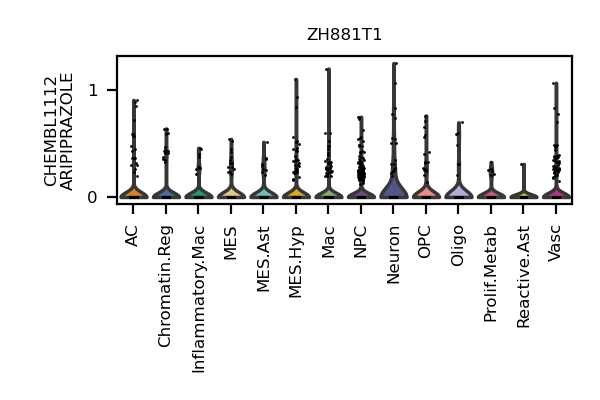 ZH881T1
CHEMBL1112
ARIPIPRAZOLE
1
0
AC
Chromatin.Reg
Inflammatory.Mac
MES
MES.Ast
MES.Hyp
Mac
NPC
Neuron
OPC
Oligo
Prolif.Metab
Reactive.Ast
Vasc